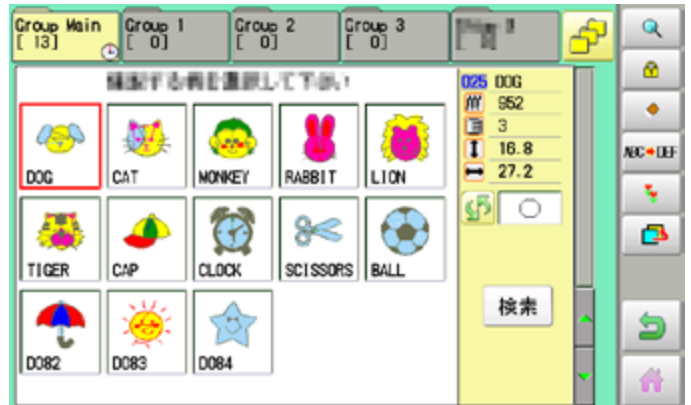 Group Main Group 1 Group 2 Group 3
[ 13] [ 0] [ 0] [ 0]
025 DOG
952
3
16.8
27.2
DOG CAT MONKEY RABBIT LION
TIGER CAP CLOCK SCISSORS BALL
D082 D083 D084
検索
ABC DEF